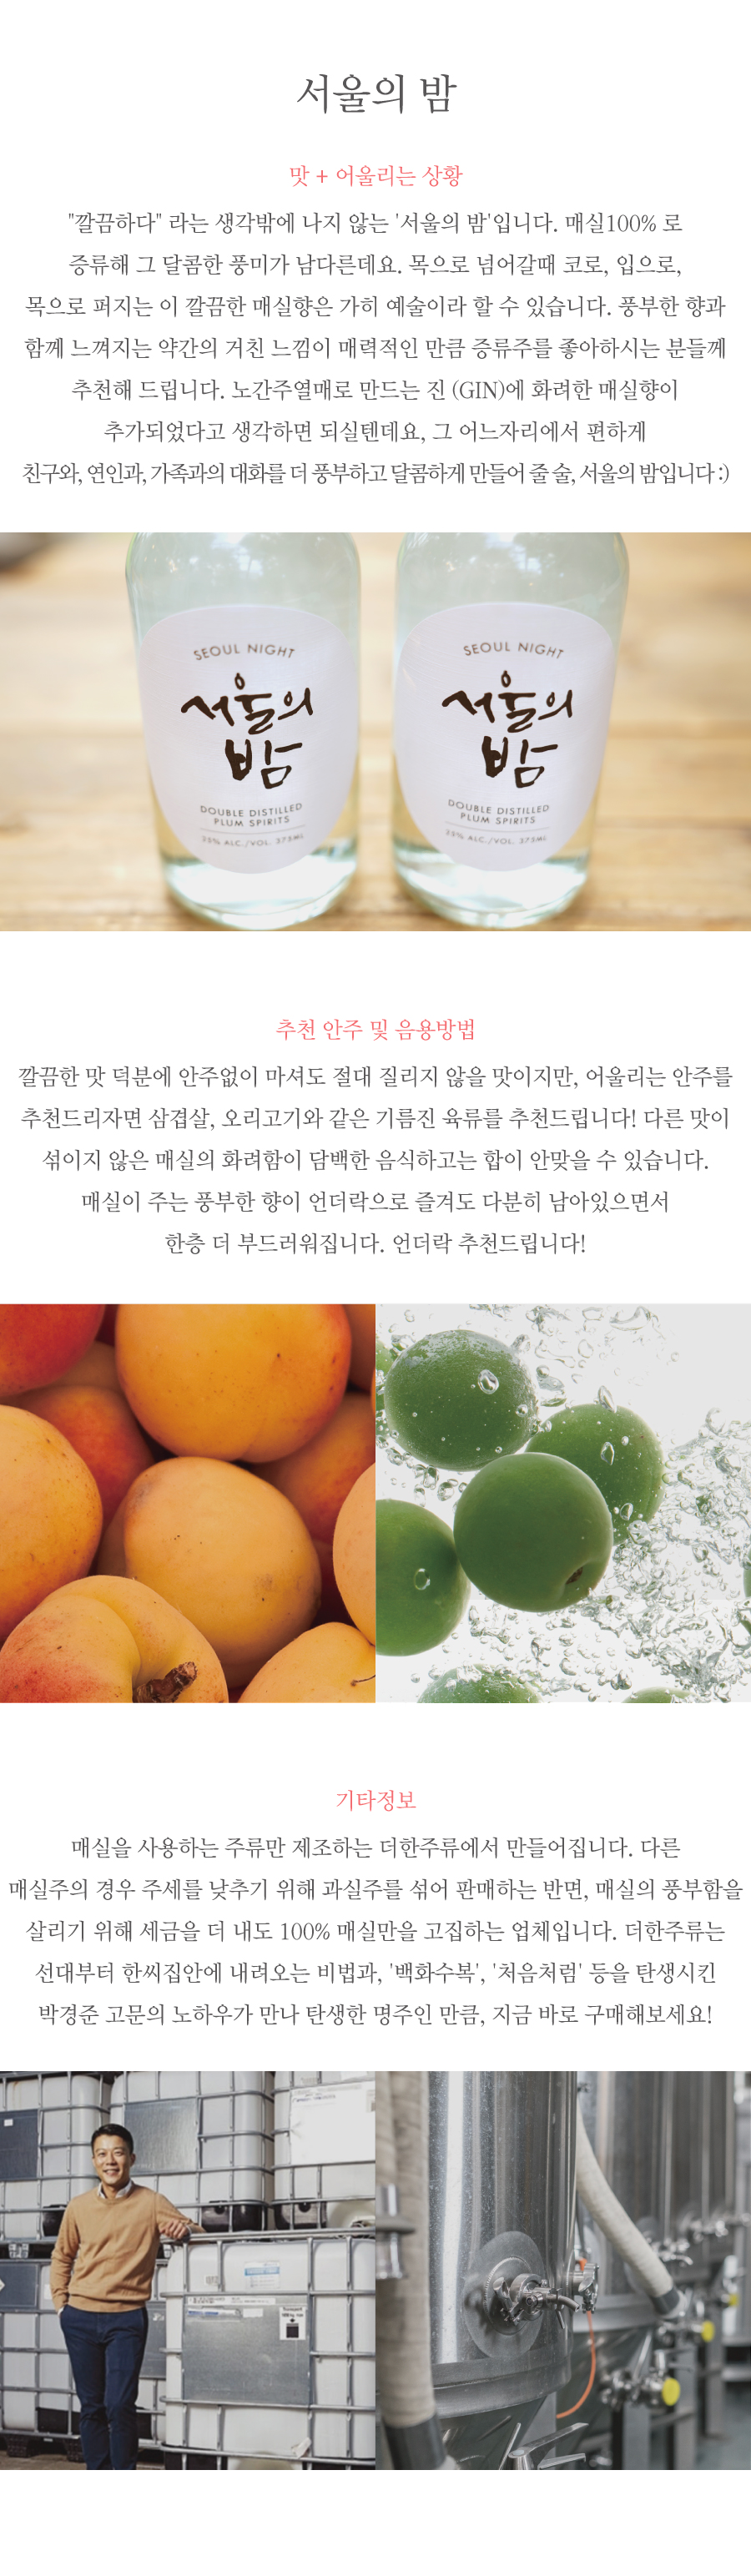 서울의 밤
맛 + 어울리는 상황
"깔끔하다" 라는 생각밖에 나지 않는 '서울의 밤'입니다. 매실100% 로
증류해 그 달콤한 풍미가 남다른데요. 목으로 넘어갈때 코로, 입으로,
목으로 퍼지는 이 깔끔한 매실향은 가히 예술이라 할 수 있습니다. 풍부한 향과
함께 느껴지는 약간의 거친 느낌이 매력적인 만큼 증류주를 좋아하시는 분들께
추천해 드립니다. 노간주열매로 만드는 진 (GIN)에 화려한 매실향이
추가되었다고 생각하면 되실텐데요, 그 어느자리에서 편하게
친구와, 연인과, 가족과의 대화를 더 풍부하고 달콤하게 만들어 줄 술, 서울의 밤입니다 :)
SEOUL NIGHT
서울의
밤
DOUBLE DISTILLED
PLUM SPIRITS
25% ALC./VOL. 375ML
SEOUL NIGHT
서울의
밤
DOUBLE DISTILLED
PLUM SPIRITS
25% ALC./VOL. 375ML
추천 안주 및 음용방법
깔끔한 맛 덕분에 안주없이 마셔도 절대 질리지 않을 맛이지만, 어울리는 안주를
추천드리자면 삼겹살, 오리고기와 같은 기름진 육류를 추천드립니다! 다른 맛이
섞이지 않은 매실의 화려함이 담백한 음식하고는 합이 안맞을 수 있습니다.
매실이 주는 풍부한 향이 언더락으로 즐겨도 다분히 남아있으면서
한층 더 부드러워집니다. 언더락 추천드립니다!
기타정보
매실을 사용하는 주류만 제조하는 더한주류에서 만들어집니다. 다른
매실주의 경우 주세를 낮추기 위해 과실주를 섞어 판매하는 반면, 매실의 풍부함을
살리기 위해 세금을 더 내도 100% 매실만을 고집하는 업체입니다. 더한주류는
선대부터 한씨집안에 내려오는 비법과, '백화수복', '처음처럼' 등을 탄생시킨
박경준 고문의 노하우가 만나 탄생한 명주인 만큼, 지금 바로 구매해보세요!